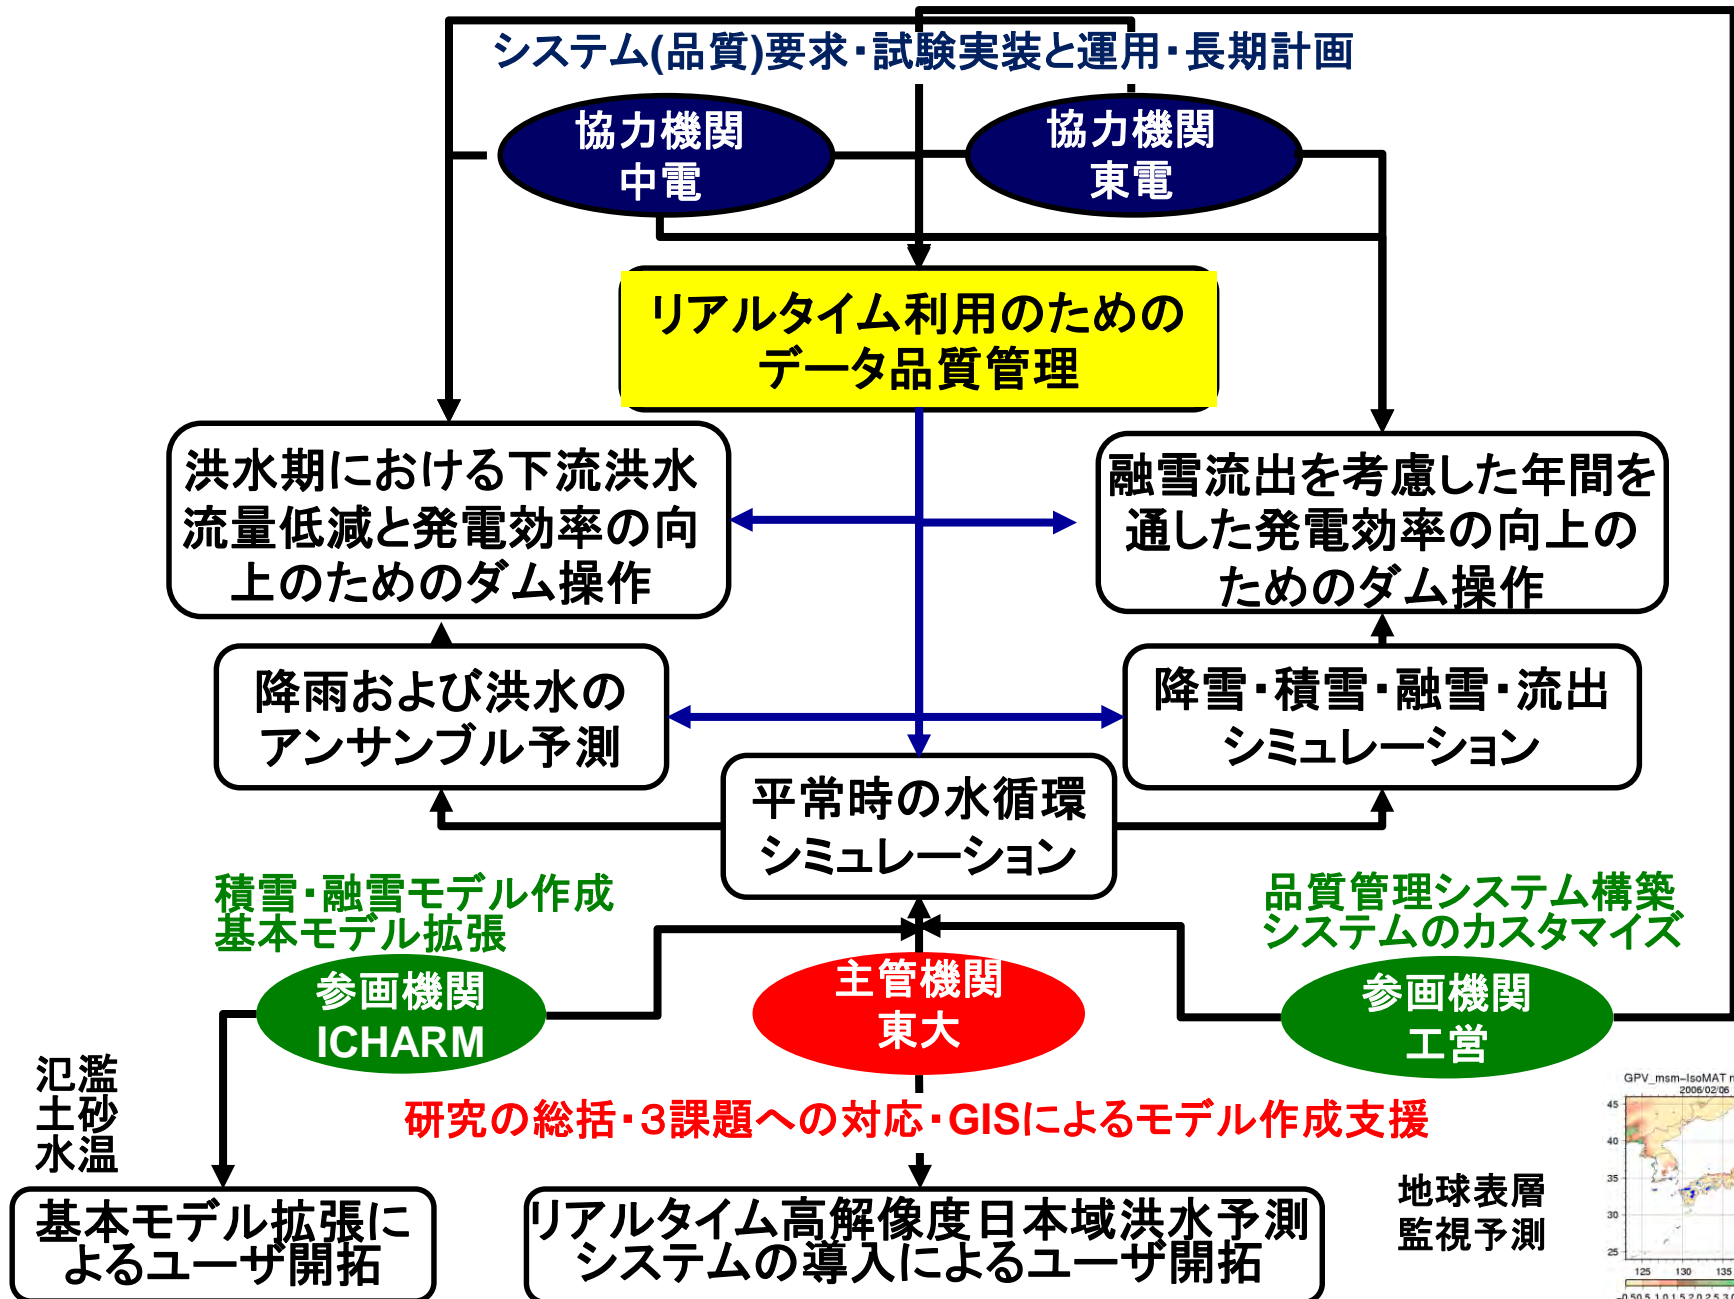 システム(品質)要求・試験実装と運用・長期計画
協力機関
中電
協力機関
東電
リアルタイム利用のための
データ品質管理
洪水期における下流洪水
流量低減と発電効率の向
上のためのダム操作
融雪流出を考慮した年間を
通した発電効率の向上の
ためのダム操作
降雨および洪水の
アンサンブル予測
降雪・積雪・融雪・流出
シミュレーション
平常時の水循環
シミュレーション
積雪・融雪モデル作成
基本モデル拡張
品質管理システム構築
システムのカスタマイズ
参画機関
ICHARM
主管機関
東大
参画機関
工営
氾濫
土砂
水温
研究の総括・3課題への対応・GISによるモデル作成支援
基本モデル拡張に
よるユーザ開拓
リアルタイム高解像度日本域洪水予測
システムの導入によるユーザ開拓
地球表層
監視予測
GPV_msm-IsoMAT
2006/02/06
45
40
35
30
25
125 130 135